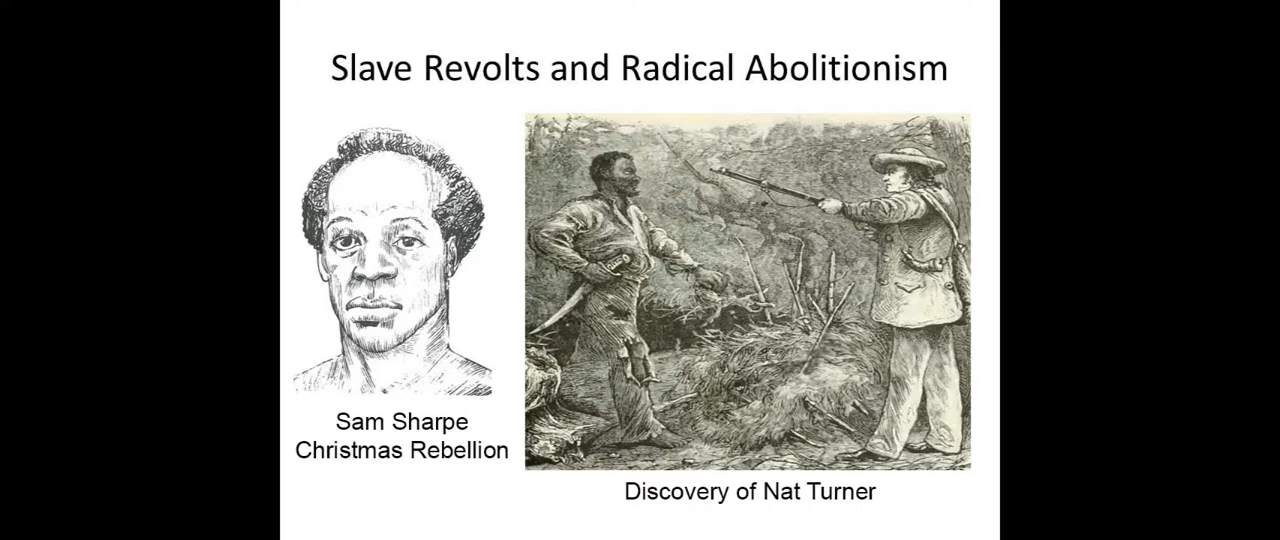 Slave Revolts and Radical Abolitionism
Sam Sharpe
Christmas Rebellion
Discovery of Nat Turner